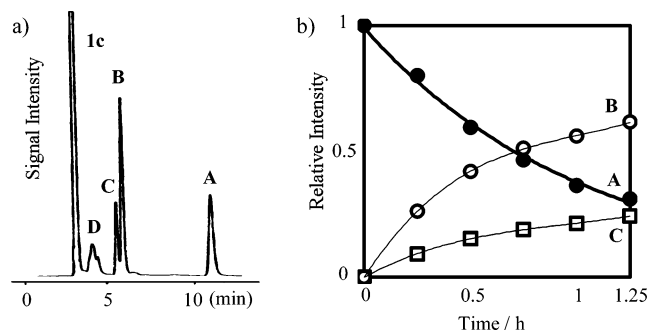 a)
Signal Intensity
1c
D
C
B
A
0
5
10 (min)
b)
Relative Intensity
1
0.5
0
B
A
C
0
0.5
1
1.25
Time / h